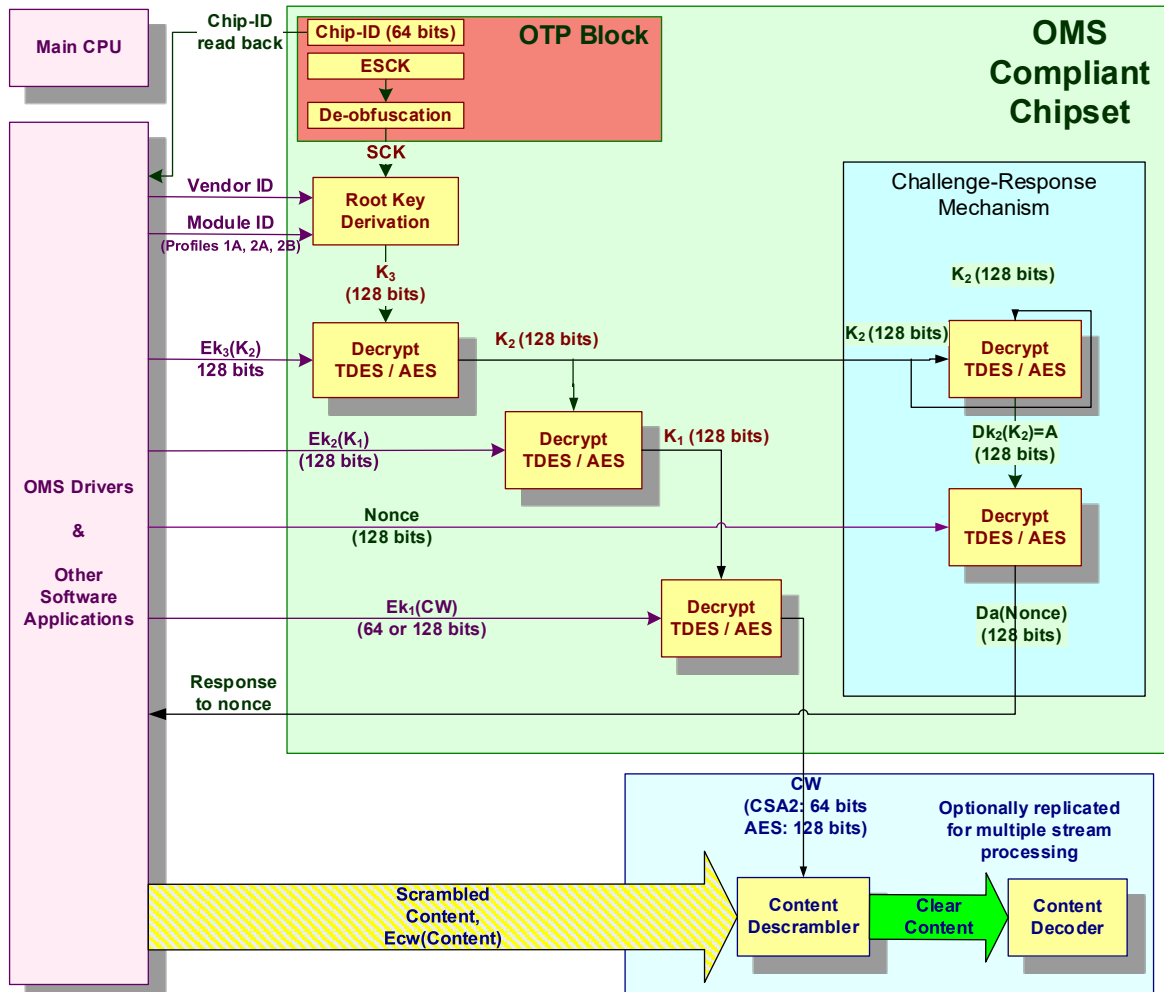 Main CPU
Chip-ID
read back
Chip-ID (64 bits)
OTP Block
ESCK
De-obfuscation
OMS
Compliant
Chipset
SCK
Vendor ID
Module ID
(Profiles 1A, 2A, 2B)
Root Key
Derivation
K3
(128 bits)
Challenge-Response
Mechanism
K2 (128 bits)
Ek3(K2)
128 bits
Decrypt
TDES / AES
K2 (128 bits)
K2 (128 bits)
Decrypt
TDES / AES
Ek2(K1)
(128 bits)
Decrypt
TDES / AES
K1 (128 bits)
Dk2(K2)=A
(128 bits)
OMS Drivers
&
Other
Software
Applications
Nonce
(128 bits)
Decrypt
TDES / AES
Ek1(CW)
(64 or 128 bits)
Decrypt
TDES / AES
Da(Nonce)
(128 bits)
Response
to nonce
CW
(CSA2: 64 bits
AES: 128 bits)
Optionally replicated
for multiple stream
processing
Scrambled
Content,
Ecw(Content)
Content
Descrambler
Clear
Content
Content
Decoder